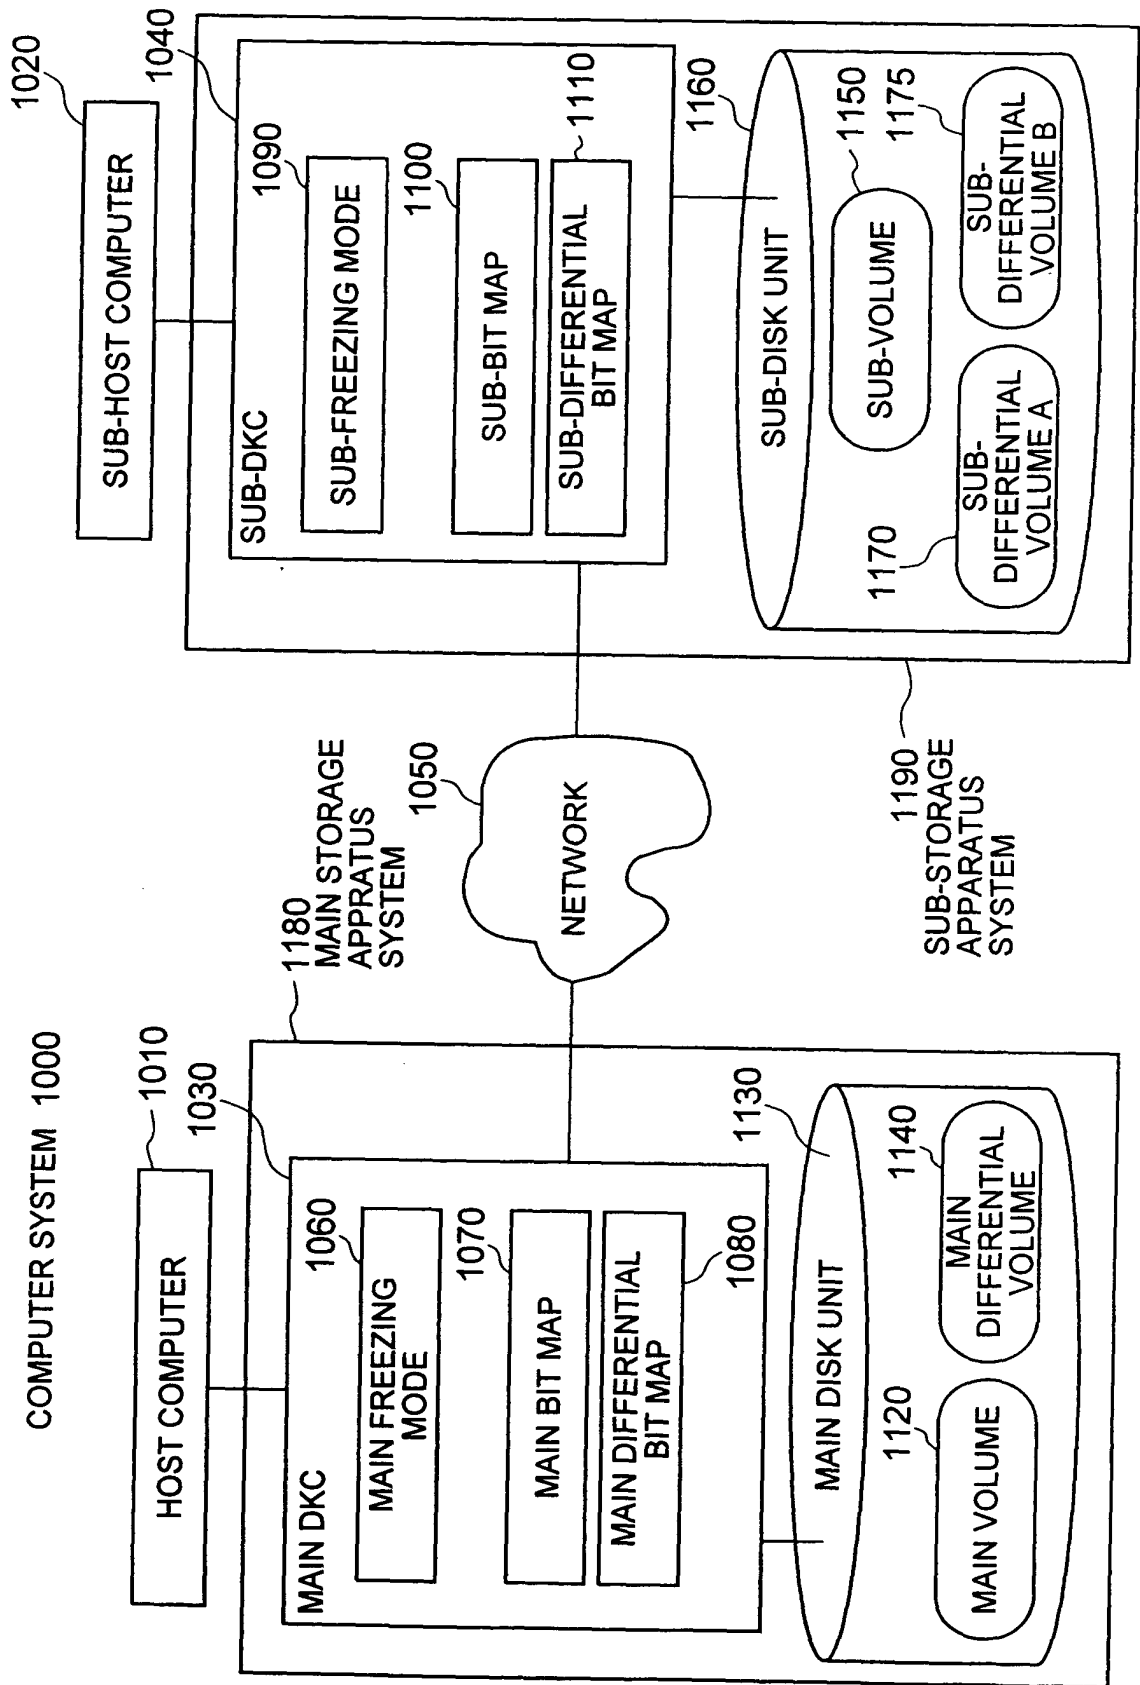 COMPUTER SYSTEM 1000
1010
HOST COMPUTER
1030
MAIN DKC
1060
MAIN FREEZING
MODE
1070
MAIN BIT MAP
MAIN DIFFERENTIAL
BIT MAP
1080
1130
MAIN DISK UNIT
1120
MAIN VOLUME
1140
MAIN
DIFFERENTIAL
VOLUME
1180
MAIN STORAGE
APPRATUS
SYSTEM
1050
NETWORK
1190
SUB-STORAGE
APPARATUS
SYSTEM
1020
SUB-HOST COMPUTER
1040
SUB-DKC
1090
SUB-FREEZING MODE
1100
SUB-BIT MAP
SUB-DIFFERENTIAL
BIT MAP
1110
1160
SUB-DISK UNIT
1150
SUB-VOLUME
1170
SUB-
DIFFERENTIAL
VOLUME A
1175
SUB-
DIFFERENTIAL
VOLUME B